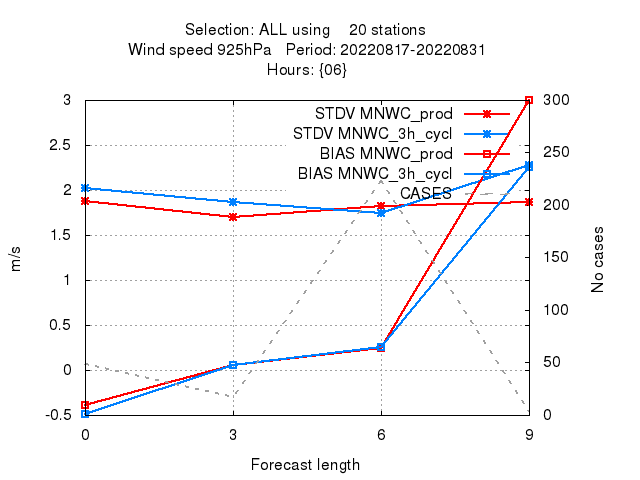 Selection: ALL using    20 stations
Wind speed 925hPa   Period: 20220817-20220831
Hours: {06}
STDV MNWC_prod
STDV MNWC_3h_cycl
BIAS MNWC_prod
BIAS MNWC_3h_cycl
CASES
3
2.5
2
1.5
1
0.5
0
-0.5
m/s
300
250
200
150
100
50
0
No cases
0 3 6 9
Forecast length